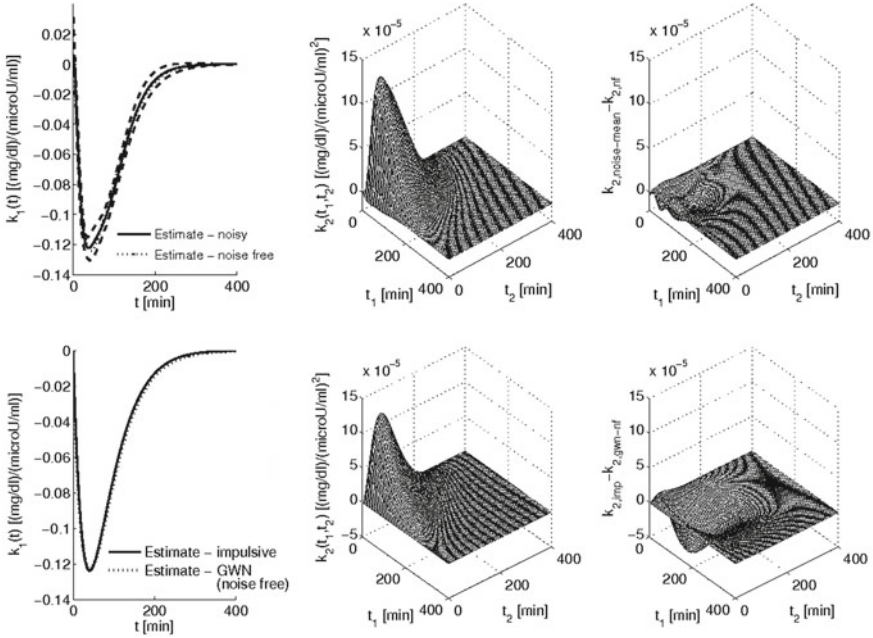 0.02
0
−0.02
−0.04
−0.06
−0.08
−0.1
−0.12
−0.14
k1(t) [(mg/dl)/(microU/ml)]
Estimate – noisy
Estimate – noise free
0 200 400
t [min]
x 10−5
15
10
5
0
k2(t1,t2) [(mg/dl)/(microU/ml)2]
0
200
400
t1 [min]
0
200
400
t2 [min]
x 10−5
15
10
5
0
k2,noise−mean−k2,nf
0
200
400
t1 [min]
0
200
400
t2 [min]
0
−0.02
−0.04
−0.06
−0.08
−0.1
−0.12
−0.14
k1(t) [(mg/dl)/(microU/ml)]
Estimate – impulsive
Estimate – GWN
(noise free)
0 200 400
t [min]
x 10−5
15
10
5
0
−5
k2(t1,t2) [(mg/dl)/(microU/ml)2]
200
400
t1 [min]
0
200
400
t2 [min]
x 10−5
15
10
5
0
−5
k2,imp−k2,gwn−nf
200
400
t1 [min]
0
200
400
t2 [min]